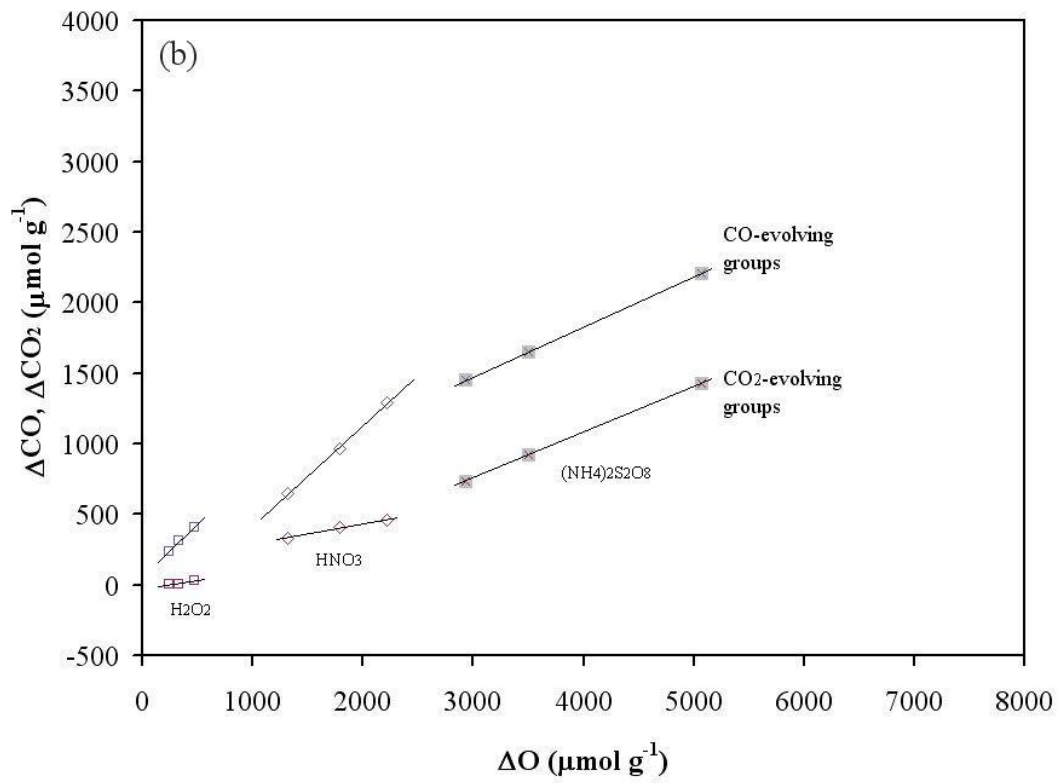 (b)
4000
3500
3000
2500
2000
1500
1000
500
0
-500
ΔCO, ΔCO2 (μmol g-1)
CO-evolving
groups
CO2-evolving
groups
(NH4)2S2O8
HNO3
H2O2
0 1000 2000 3000 4000 5000 6000 7000 8000
ΔO (μmol g-1)